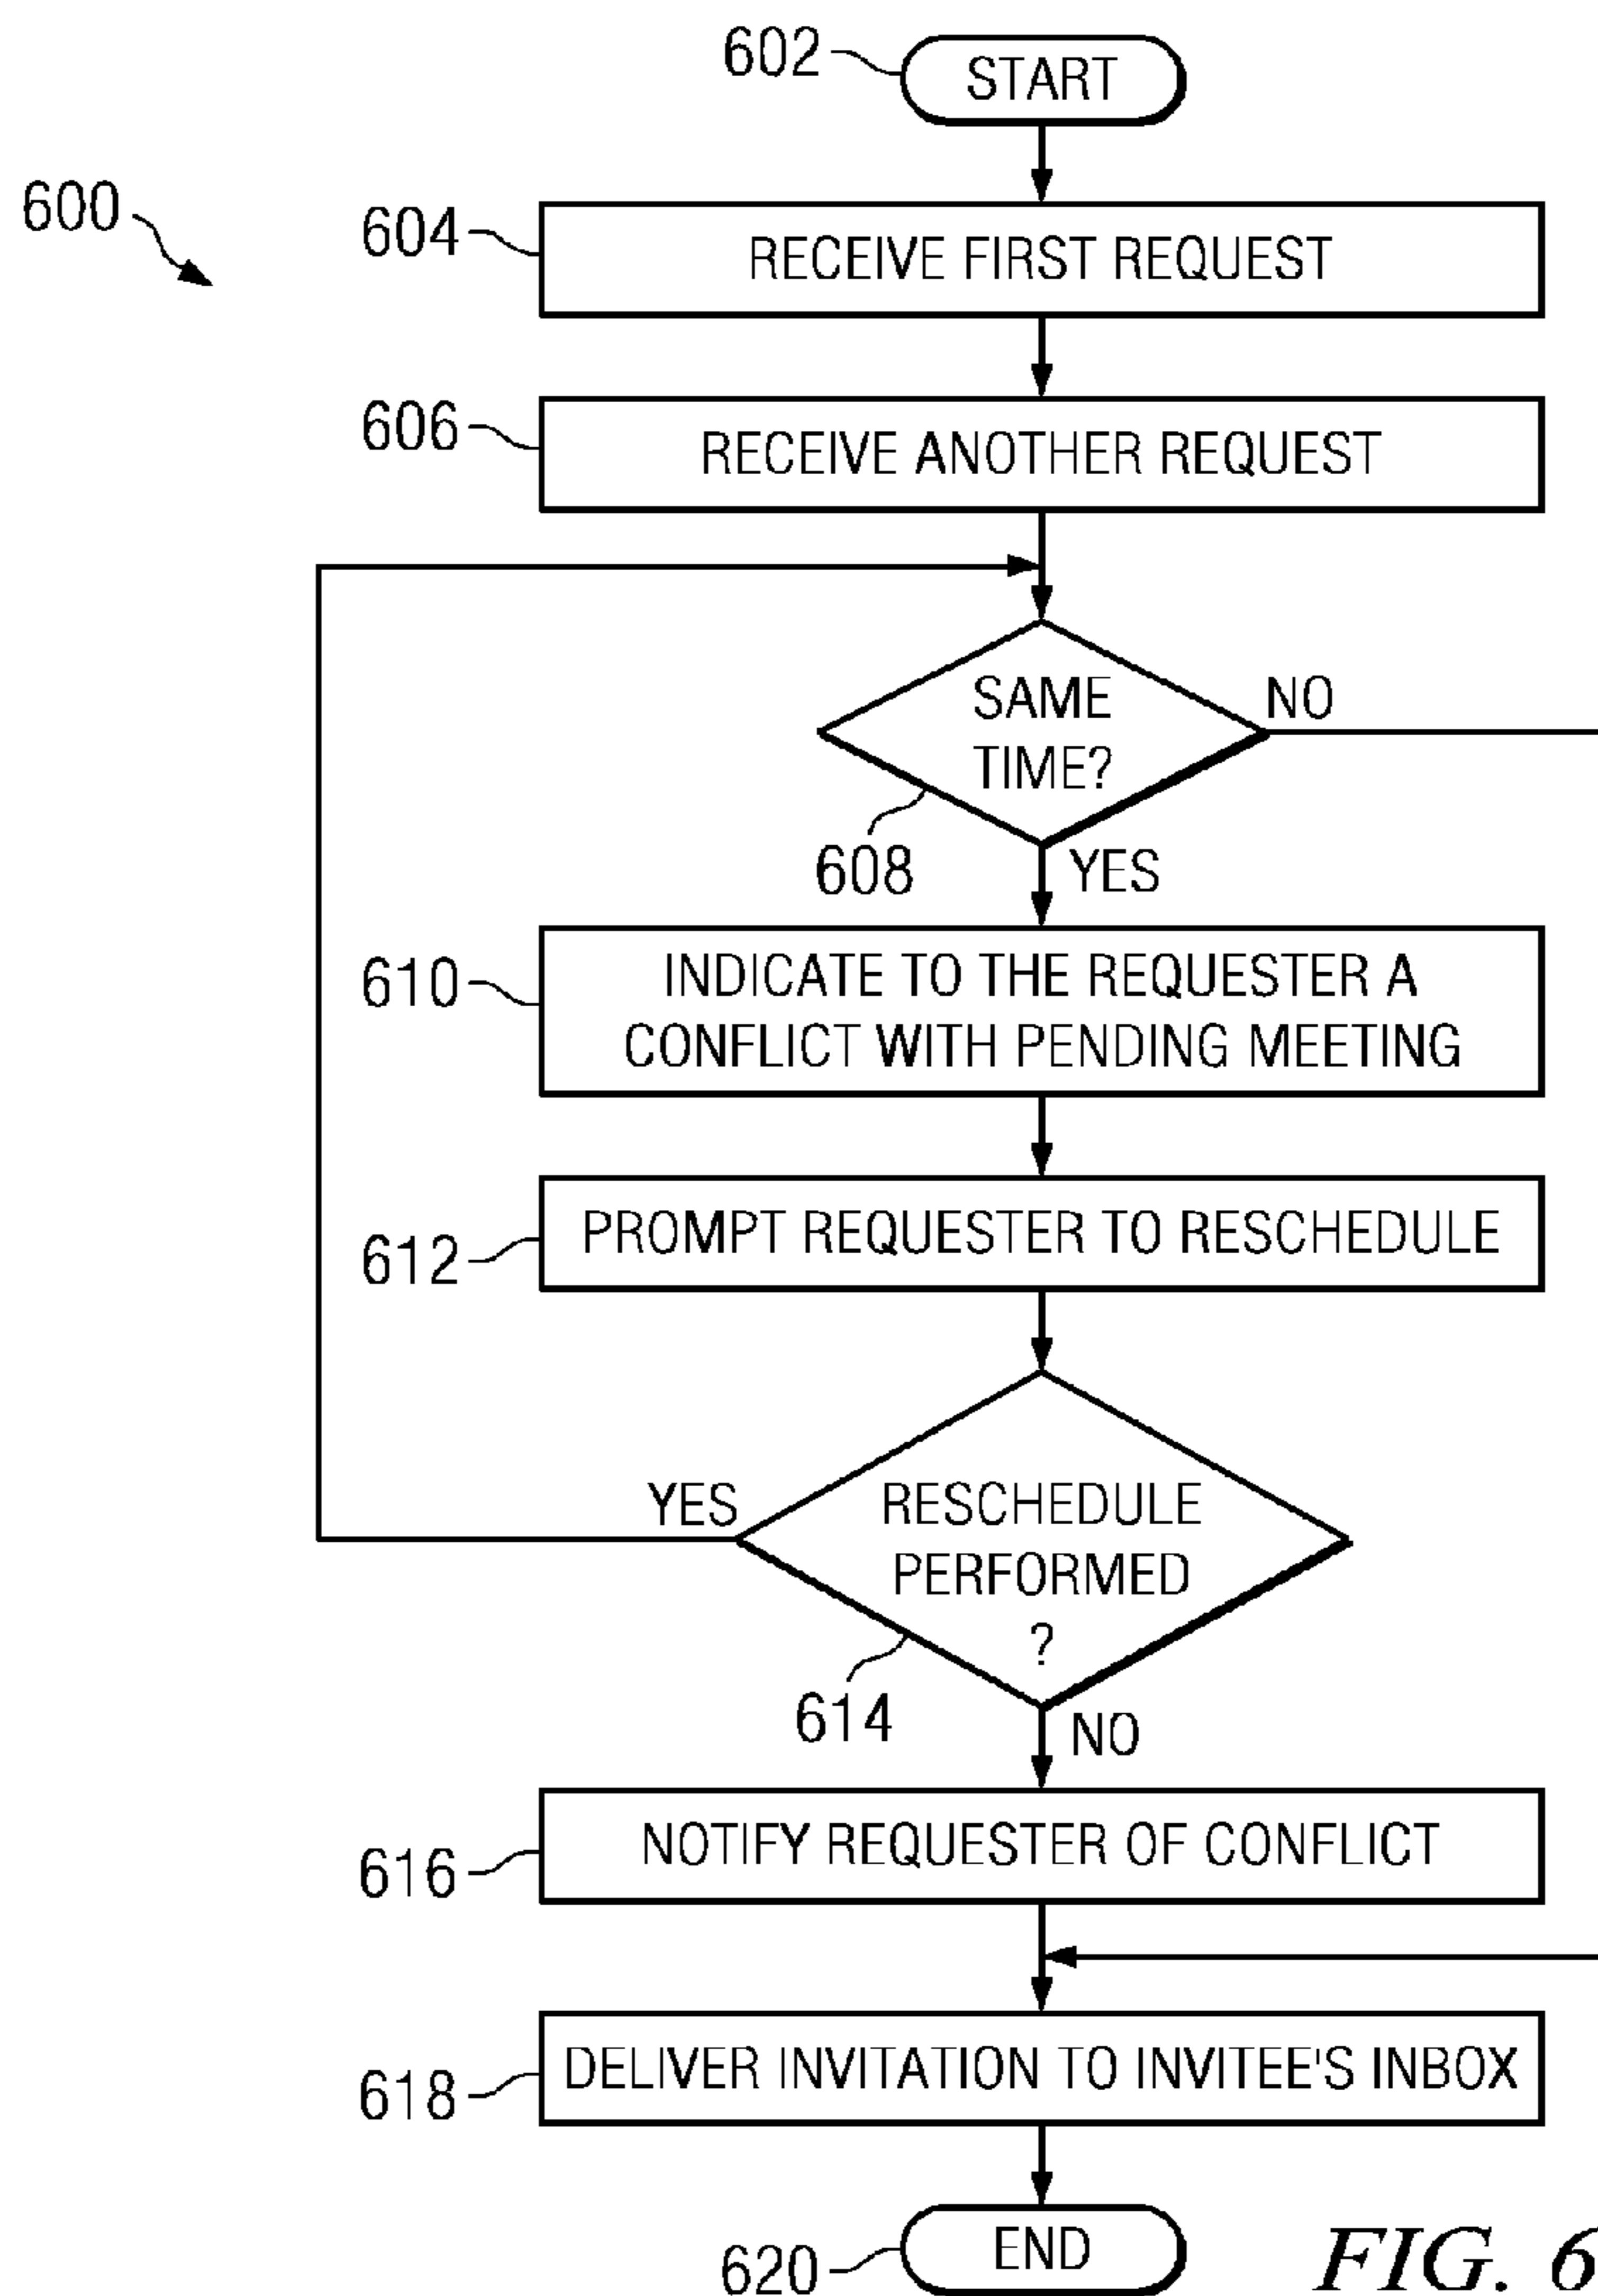 602
START
600
604
RECEIVE FIRST REQUEST
606
RECEIVE ANOTHER REQUEST
SAME
TIME?
NO
608
YES
610
INDICATE TO THE REQUESTER A
CONFLICT WITH PENDING MEETING
612
PROMPT REQUESTER TO RESCHEDULE
YES
RESCHEDULE
PERFORMED
?
614
NO
616
NOTIFY REQUESTER OF CONFLICT
618
DELIVER INVITATION TO INVITEE'S INBOX
620
END
FIG. 6